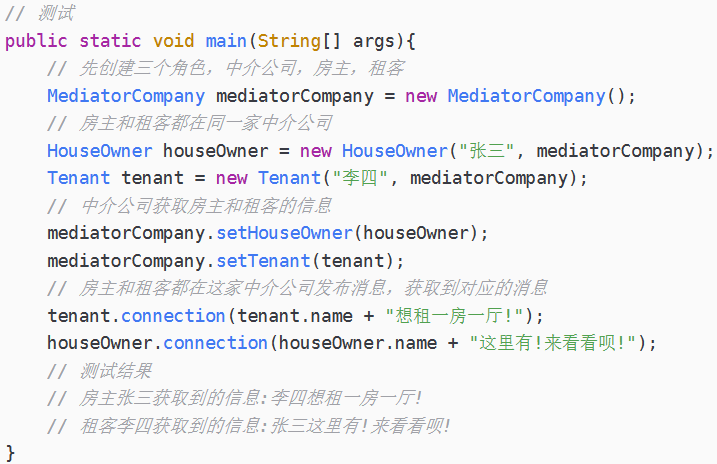 // 测试
public static void main(String[] args){
    // 先创建三个角色，中介公司，房主，租客
    MediatorCompany mediatorCompany = new MediatorCompany();
    // 房主和租客都在同一家中介公司
    HouseOwner houseOwner = new HouseOwner("张三", mediatorCompany);
    Tenant tenant = new Tenant("李四", mediatorCompany);
    // 中介公司获取房主和租客的信息
    mediatorCompany.setHouseOwner(houseOwner);
    mediatorCompany.setTenant(tenant);
    // 房主和租客都在这家中介公司发布消息，获取到对应的消息
    tenant.connection(tenant.name + "想租一房一厅!");
    houseOwner.connection(houseOwner.name + "这里有!来看看呗!");
    // 测试结果
    // 房主张三获取到的信息:李四想租一房一厅!
    // 租客李四获取到的信息:张三这里有!来看看呗!
}